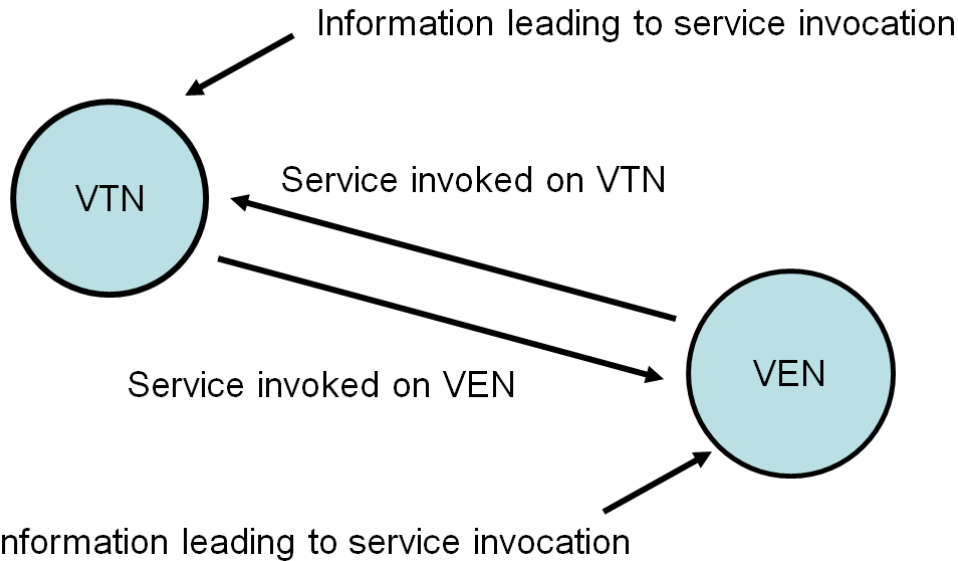 Information leading to service invocation
Service invoked on VTN
VTN
VEN
Service invoked on VEN
nformation leading to service invocation